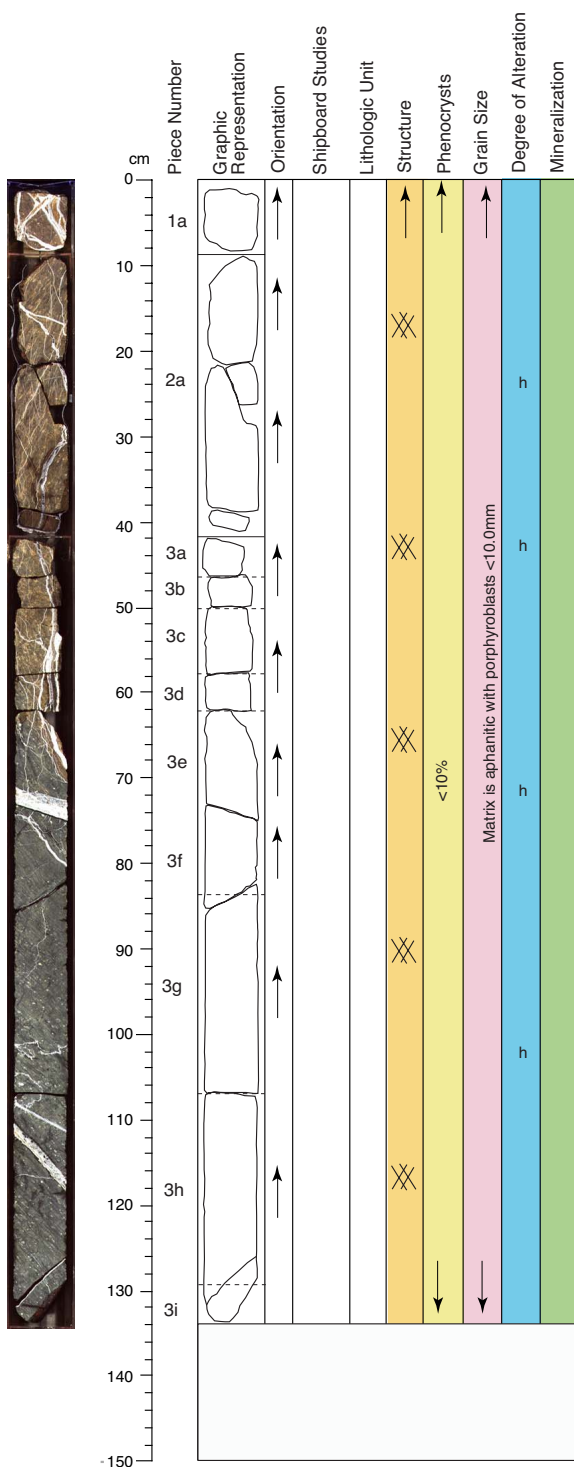 cm
Piece Number
Graphic
Representation
Orientation
Shipboard Studies
Lithologic Unit
Structure
Phenocrysts
Grain Size
Degree of Alteration
Mineralization
0
1a
10
20
2a
h
30
40
3a
h
3b
50
3c
60
3d
3e
70
<10%
Matrix is aphanitic with porphyroblasts <10.0mm
h
80
3f
90
3g
100
h
110
3h
120
130
3i
140
150